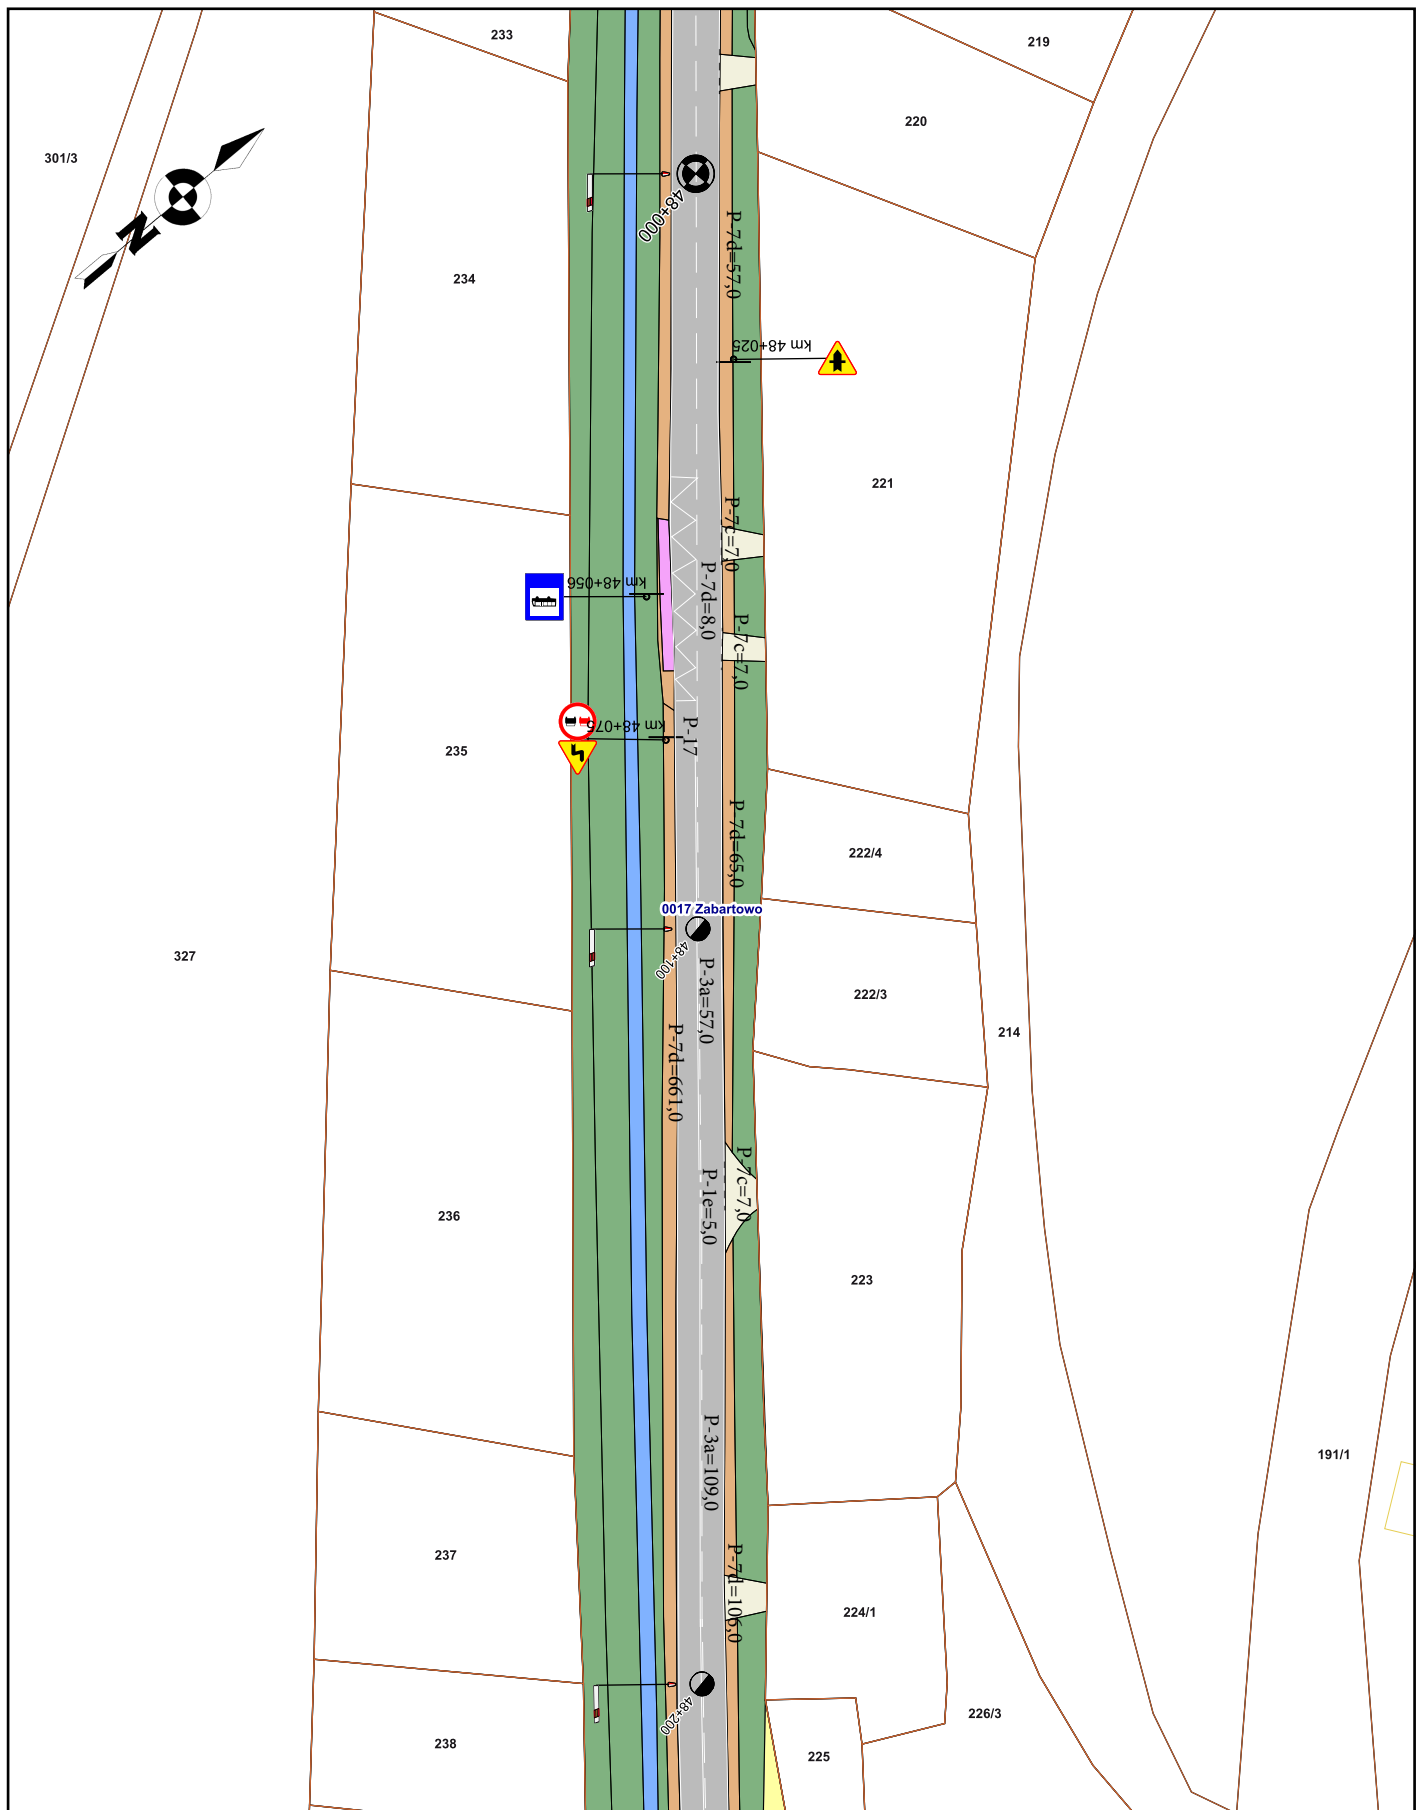 233
219
220
301/3
N
48+000
P-7d=57,0
234
km 48+025
221
P-7c=7,0
km 48+056
P-7d=8,0
P-7c=7,0
km 48+075
P-17
235
P-7d=65,0
222/4
0017 Zabartowo
48+100
327
P-3a=57,0
222/3
214
P-7d=661,0
P-7c=7,0
P-1e=5,0
236
223
P-3a=109,0
191/1
237
P-7d=106,0
224/1
48+200
226/3
238
225